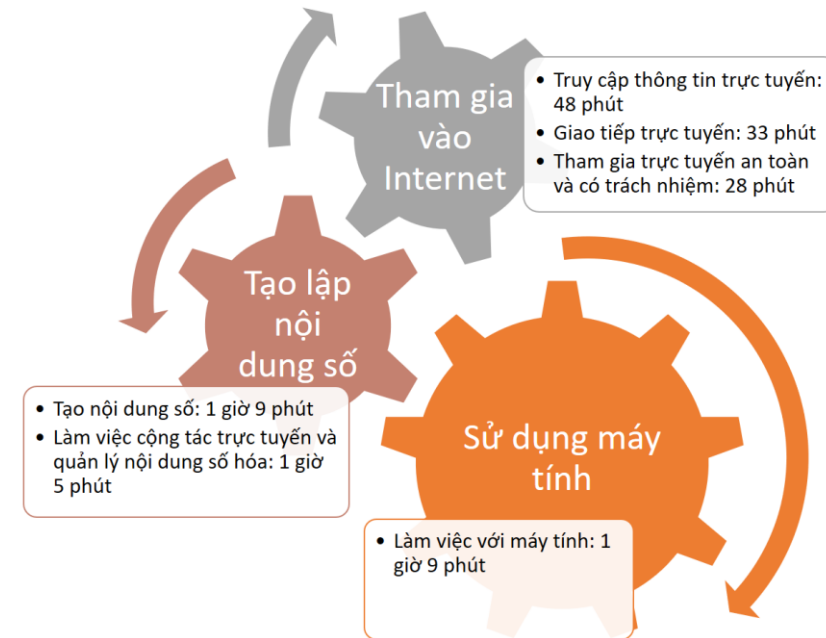 Tham gia
vào
Internet
• Truy cập thông tin trực tuyến:
48 phút
• Giao tiếp trực tuyến: 33 phút
• Tham gia trực tuyến an toàn
và có trách nhiệm: 28 phút
Tạo lập
nội
dung số
• Tạo nội dung số: 1 giờ 9 phút
• Làm việc cộng tác trực tuyến và
quản lý nội dung số hóa: 1 giờ
5 phút
Sử dụng máy
tính
• Làm việc với máy tính: 1
giờ 9 phút